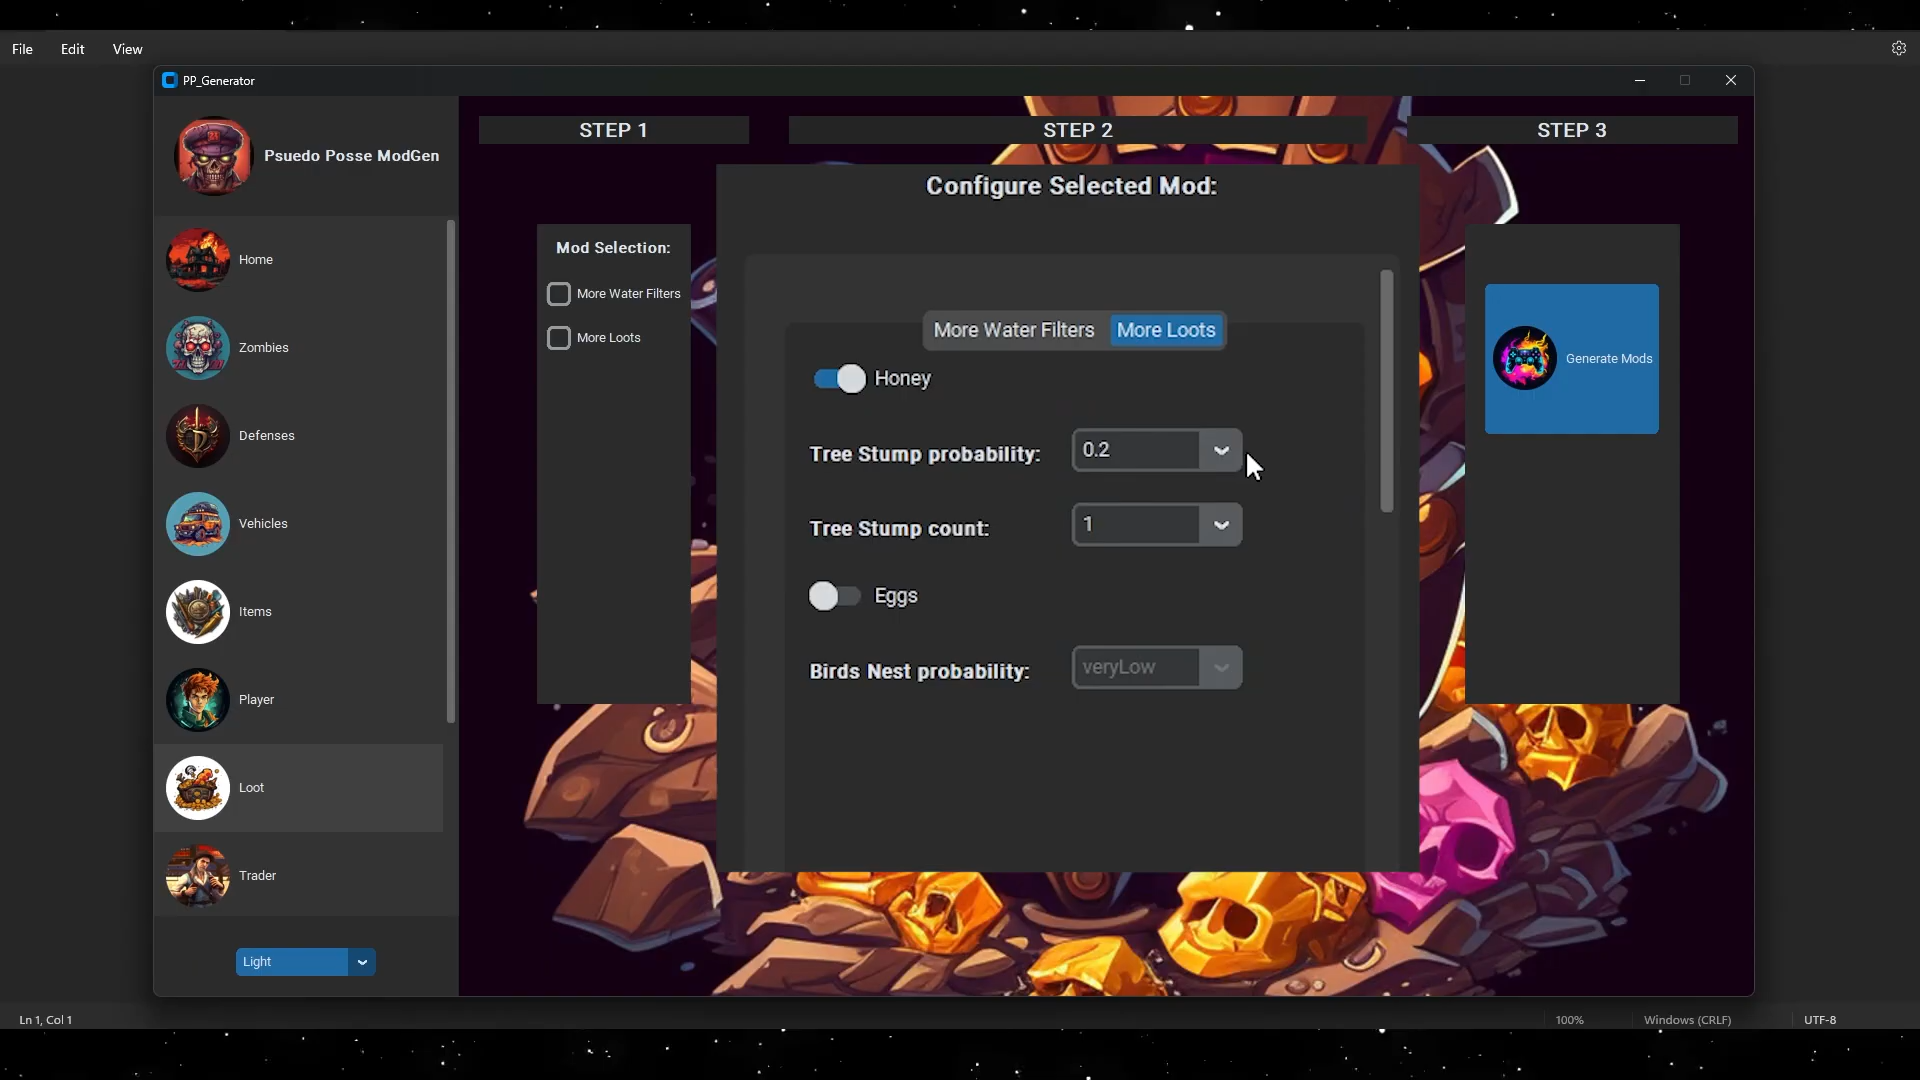 File Edit View
PP_Generator
Psuedo Posse ModGen
Home
Zombies
Defenses
Vehicles
Items
Player
Loot
Trader
Light
STEP 1
Mod Selection:
More Water Filters
More Loots
STEP 2
Configure Selected Mod:
More Water Filters More Loots
Honey
Tree Stump probability: 0.2
Tree Stump count: 1
Eggs
Birds Nest probability: veryLow
STEP 3
Generate Mods
Ln 1, Col 1 100% Windows (CRLF) UTF-8